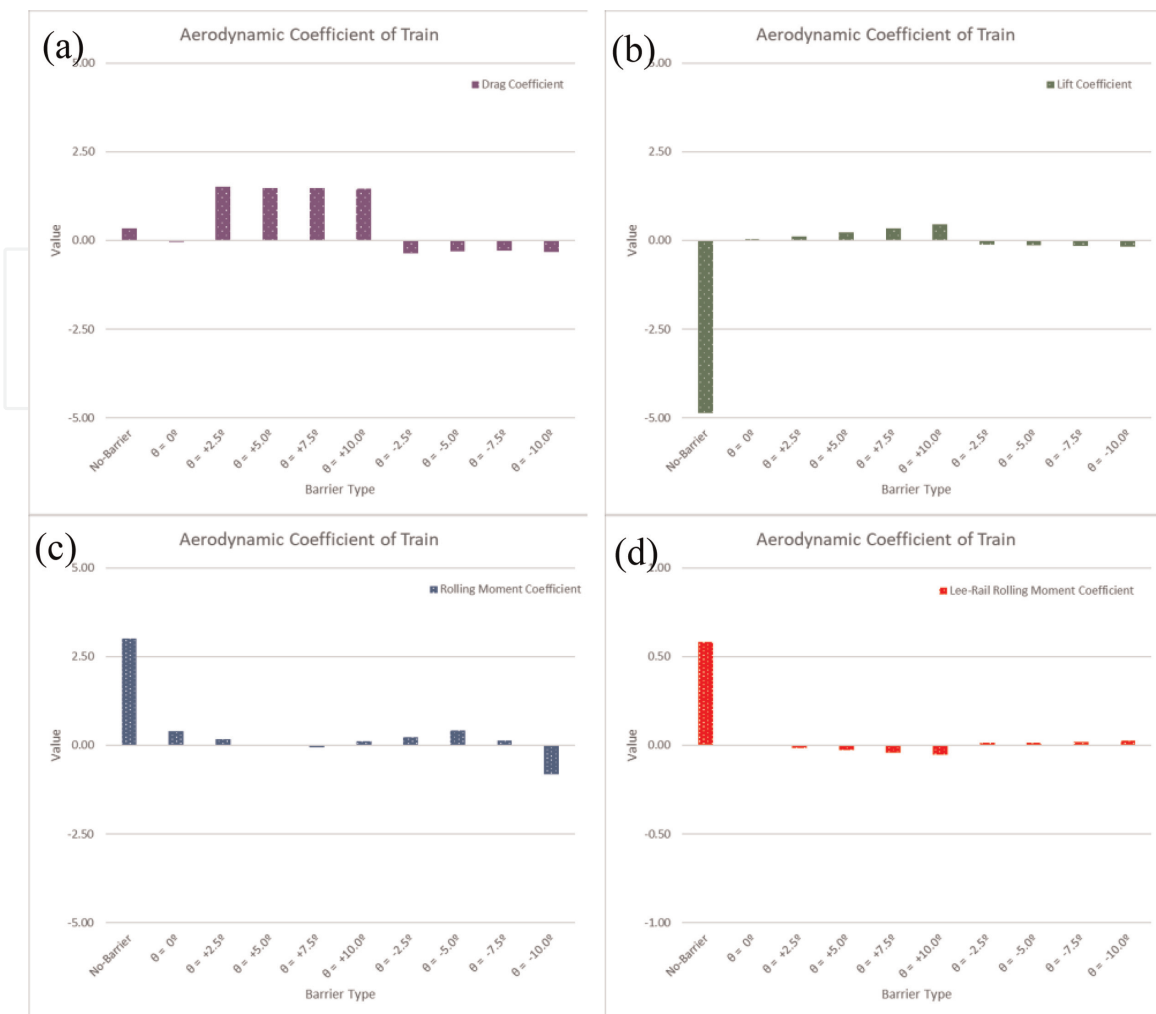 (a)
Aerodynamic Coefficient of Train
5.00
Drag Coefficient
2.50
0.00
-2.50
-5.00
Value
No-Barrier
θ = 0º
θ = +2.5º
θ = +5.0º
θ = +7.5º
θ = +10.0º
θ = -2.5º
θ = -5.0º
θ = -7.5º
θ = -10.0º
Barrier Type
(b)
Aerodynamic Coefficient of Train
5.00
Lift Coefficient
2.50
0.00
-2.50
-5.00
Value
No-Barrier
θ = 0º
θ = +2.5º
θ = +5.0º
θ = +7.5º
θ = +10.0º
θ = -2.5º
θ = -5.0º
θ = -7.5º
θ = -10.0º
Barrier Type
(c)
Aerodynamic Coefficient of Train
5.00
Rolling Moment Coefficient
2.50
0.00
-2.50
-5.00
Value
No-Barrier
θ = 0º
θ = +2.5º
θ = +5.0º
θ = +7.5º
θ = +10.0º
θ = -2.5º
θ = -5.0º
θ = -7.5º
θ = -10.0º
Barrier Type
(d)
Aerodynamic Coefficient of Train
1.00
Lee-Rail Rolling Moment Coefficient
0.50
0.00
-0.50
-1.00
Value
No-Barrier
θ = 0º
θ = +2.5º
θ = +5.0º
θ = +7.5º
θ = +10.0º
θ = -2.5º
θ = -5.0º
θ = -7.5º
θ = -10.0º
Barrier Type